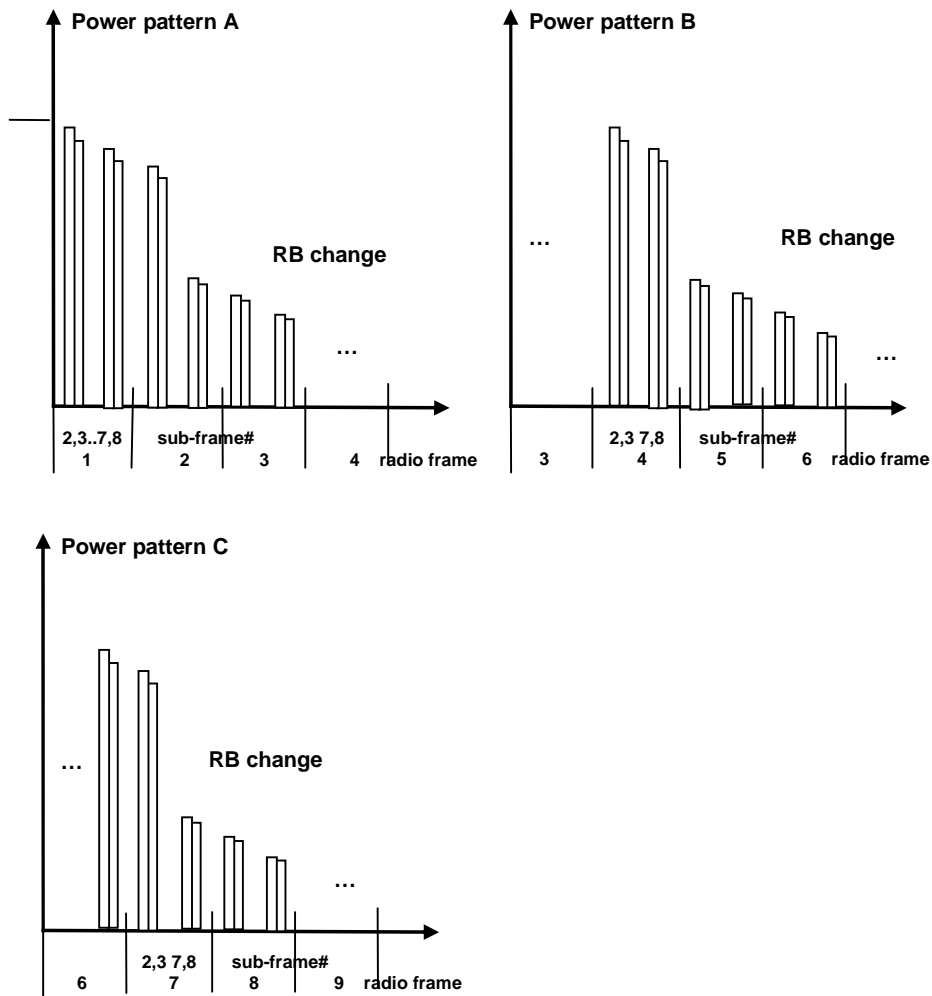 Power pattern A
RB change
…
2,3..7,8 sub-frame#
1 2 3 4 radio frame
Power pattern B
…
RB change
…
2,3 7,8 sub-frame#
3 4 5 6 radio frame
Power pattern C
…
RB change
…
2,3 7,8 sub-frame#
6 7 8 9 radio frame